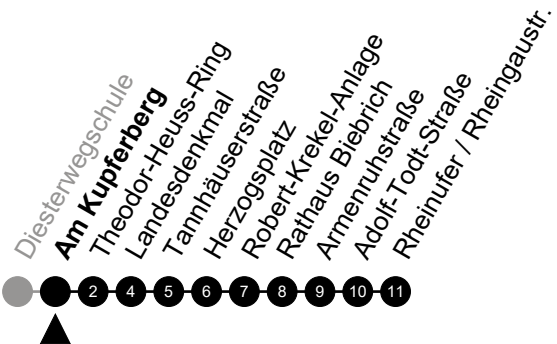 Diesterwegschule
Am Kupferberg
Theodor-Heuss-Ring
Landesdenkmal
Tannhäuserstraße
Herzogsplatz
Robert-Krekel-Anlage
Rathaus Biebrich
Armenruhstraße
Adolf-Todt-Straße
Rheinufer / Rheingaustr.
2 4 5 6 7 8 9 10 11